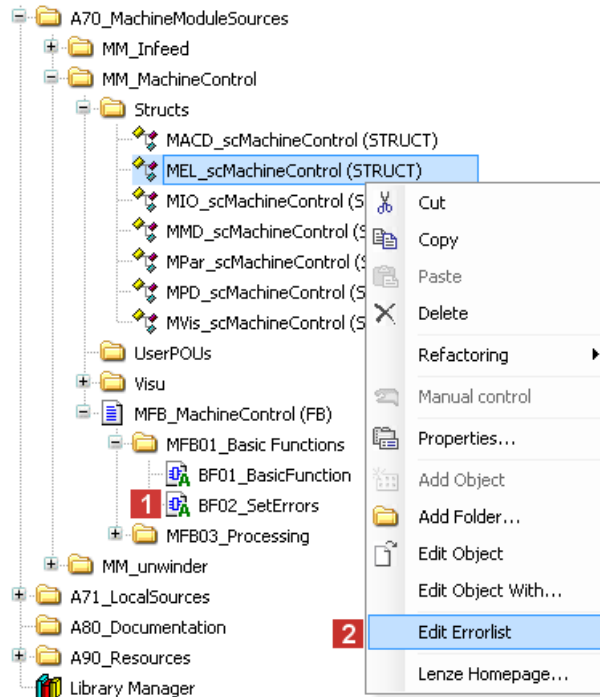 A70_MachineModuleSources
MM_Infeed
MM_MachineControl
Structs
MACD_scMachineControl (STRUCT)
MEL_scMachineControl (STRUCT)
MIO_scMachineControl (S
MMD_scMachineControl (S
MPar_scMachineControl (S
MPD_scMachineControl (S
MVis_scMachineControl (S
UserPOUs
Visu
MFB_MachineControl (FB)
MFB01_Basic Functions
BF01_BasicFunction
1 BF02_SetErrors
MFB03_Processing
MM_unwinder
A71_LocalSources
A80_Documentation
A90_Resources
Library Manager
Cut
Copy
Paste
Delete
Refactoring
Manual control
Properties...
Add Object
Add Folder...
Edit Object
Edit Object With...
2 Edit Errorlist
Lenze Homepage...